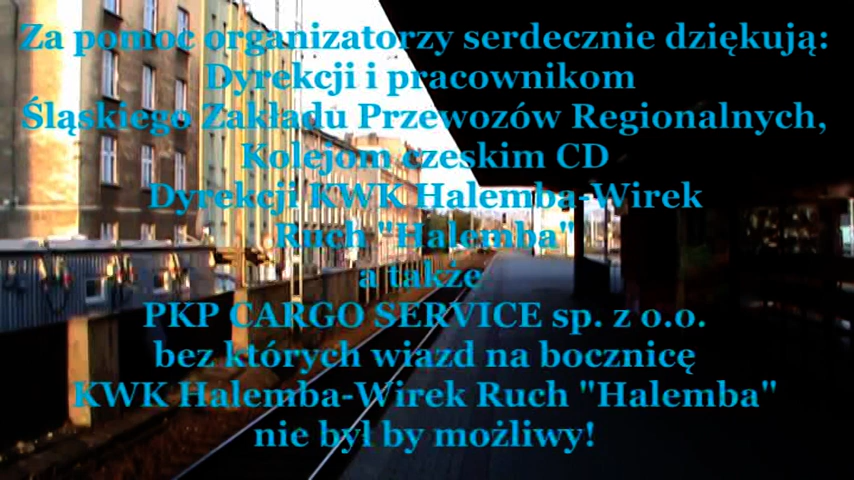 Za pomoc organizatorzy serdecznie dziękują:
Dyrekcji i pracownikom
Śląskiego Zakładu Przewozów Regionalnych,
Kolejom czeskim CD
Dyrekcji KWK Halemba-Wirek
Ruch "Halemba"
a także
PKP CARGO SERVICE sp. z o.o.
bez których wjazd na bocznicę
KWK Halemba-Wirek Ruch "Halemba"
nie był by możliwy!